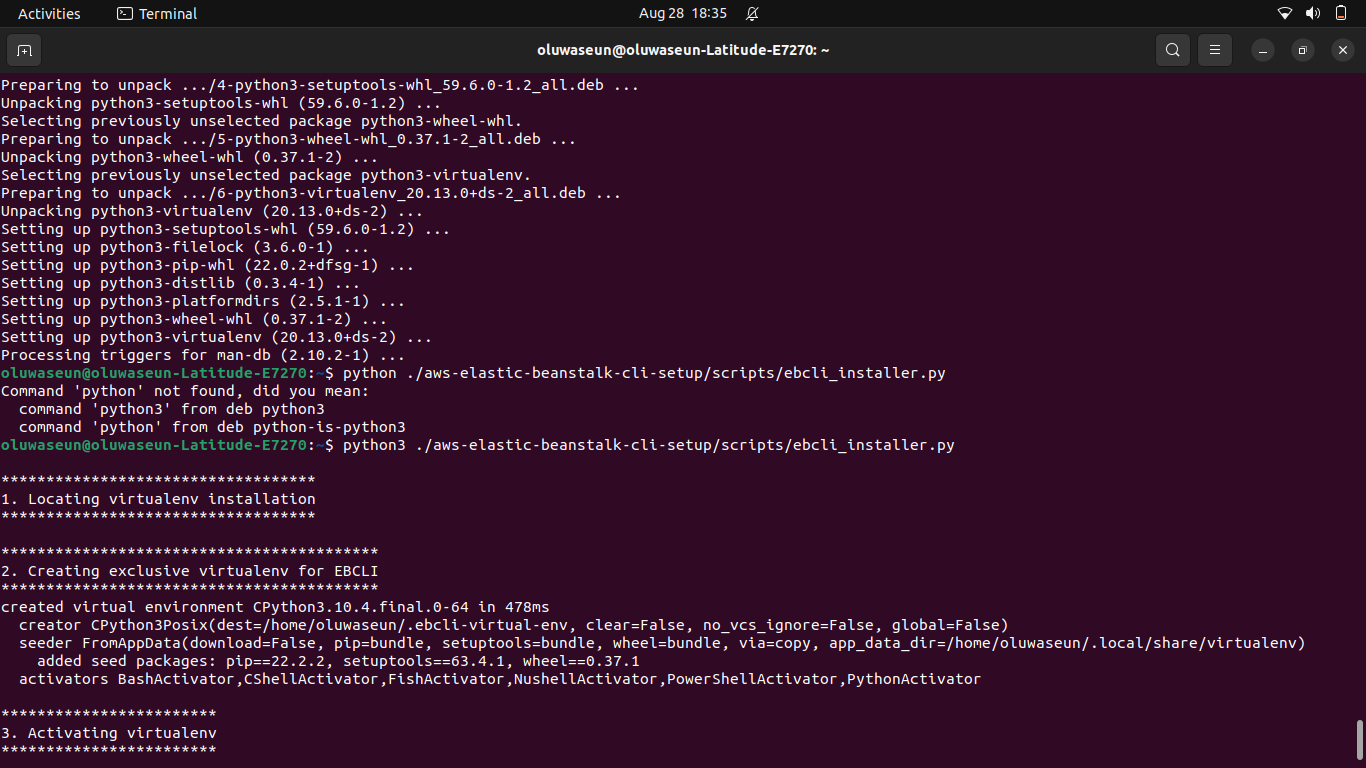 Activities Terminal Aug 28 18:35
oluwaseun@oluwaseun-Latitude-E7270: ~
Preparing to unpack .../4-python3-setuptools-whl_59.6.0-1.2_all.deb ...
Unpacking python3-setuptools-whl (59.6.0-1.2) ...
Selecting previously unselected package python3-wheel-whl.
Preparing to unpack .../5-python3-wheel-whl_0.37.1-2_all.deb ...
Unpacking python3-wheel-whl (0.37.1-2) ...
Selecting previously unselected package python3-virtualenv.
Preparing to unpack .../6-python3-virtualenv_20.13.0+ds-2_all.deb ...
Unpacking python3-virtualenv (20.13.0+ds-2) ...
Setting up python3-setuptools-whl (59.6.0-1.2) ...
Setting up python3-filelock (3.6.0-1) ...
Setting up python3-pip-whl (22.0.2+dfsg-1) ...
Setting up python3-distlib (0.3.4-1) ...
Setting up python3-platformdirs (2.5.1-1) ...
Setting up python3-wheel-whl (0.37.1-2) ...
Setting up python3-virtualenv (20.13.0+ds-2) ...
Processing triggers for man-db (2.10.2-1) ...
oluwaseun@oluwaseun-Latitude-E7270:~$ python ./aws-elastic-beanstalk-cli-setup/scripts/ebcli_installer.py
Command 'python' not found, did you mean:
  command 'python3' from deb python3
  command 'python' from deb python-is-python3
oluwaseun@oluwaseun-Latitude-E7270:~$ python3 ./aws-elastic-beanstalk-cli-setup/scripts/ebcli_installer.py
***********************************
1. Locating virtualenv installation
***********************************
******************************************
2. Creating exclusive virtualenv for EBCLI
******************************************
created virtual environment CPython3.10.4.final.0-64 in 478ms
  creator CPython3Posix(dest=/home/oluwaseun/.ebcli-virtual-env, clear=False, no_vcs_ignore=False, global=False)
  seeder FromAppData(download=False, pip=bundle, setuptools=bundle, wheel=bundle, via=copy, app_data_dir=/home/oluwaseun/.local/share/virtualenv)
    added seed packages: pip==22.2.2, setuptools==63.4.1, wheel==0.37.1
  activators BashActivator,CShellActivator,FishActivator,NushellActivator,PowerShellActivator,PythonActivator
************************
3. Activating virtualenv
************************